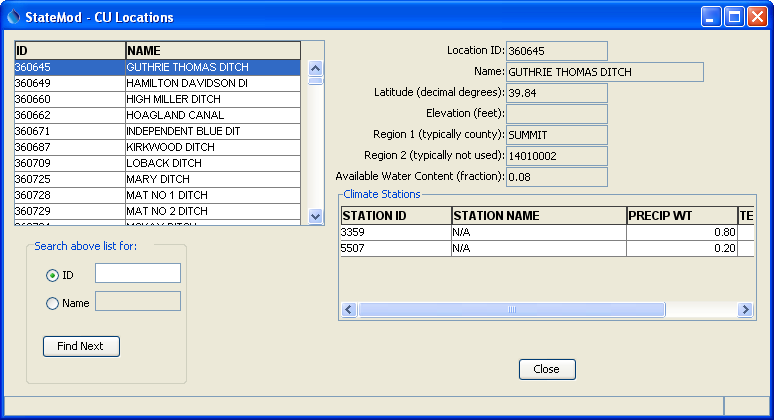 StateMod - CU Locations
ID NAME
360645 GUTHRIE THOMAS DITCH
360649 HAMILTON DAVIDSON DI
360660 HIGH MILLER DITCH
360662 HOAGLAND CANAL
360671 INDEPENDENT BLUE DIT
360687 KIRKWOOD DITCH
360709 LOBACK DITCH
360725 MARY DITCH
360728 MAT NO 1 DITCH
360729 MAT NO 2 DITCH
Search above list for:
ID
Name
Find Next
Location ID: 360645
Name: GUTHRIE THOMAS DITCH
Latitude (decimal degrees): 39.84
Elevation (feet):
Region 1 (typically county): SUMMIT
Region 2 (typically not used): 14010002
Available Water Content (fraction): 0.08
Climate Stations
STATION ID STATION NAME PRECIP WT TE
3359 N/A 0.80
5507 N/A 0.20
Close